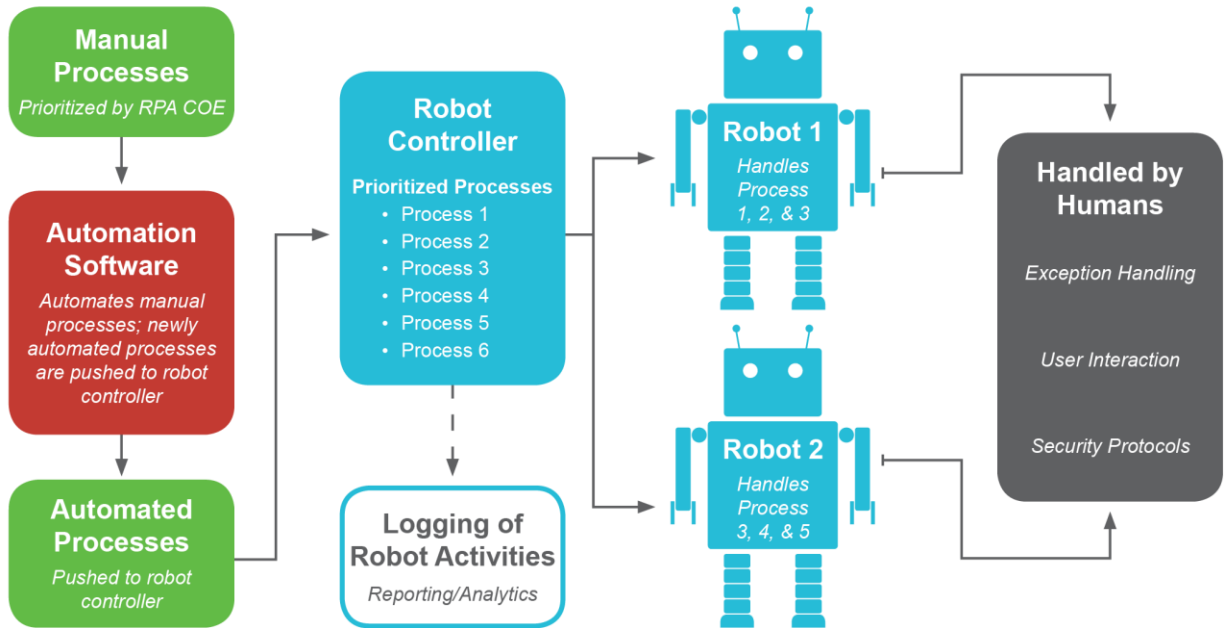 Manual
Processes
Prioritized by RPA COE
Automation
Software
Automates manual
processes; newly
automated processes
are pushed to robot
controller
Automated
Processes
Pushed to robot
controller
Robot
Controller
Prioritized Processes
• Process 1
• Process 2
• Process 3
• Process 4
• Process 5
• Process 6
Logging of
Robot Activities
Reporting/Analytics
Robot 1
Handles
Process
1, 2, & 3
Robot 2
Handles
Process
3, 4, & 5
Handled by
Humans
Exception Handling
User Interaction
Security Protocols